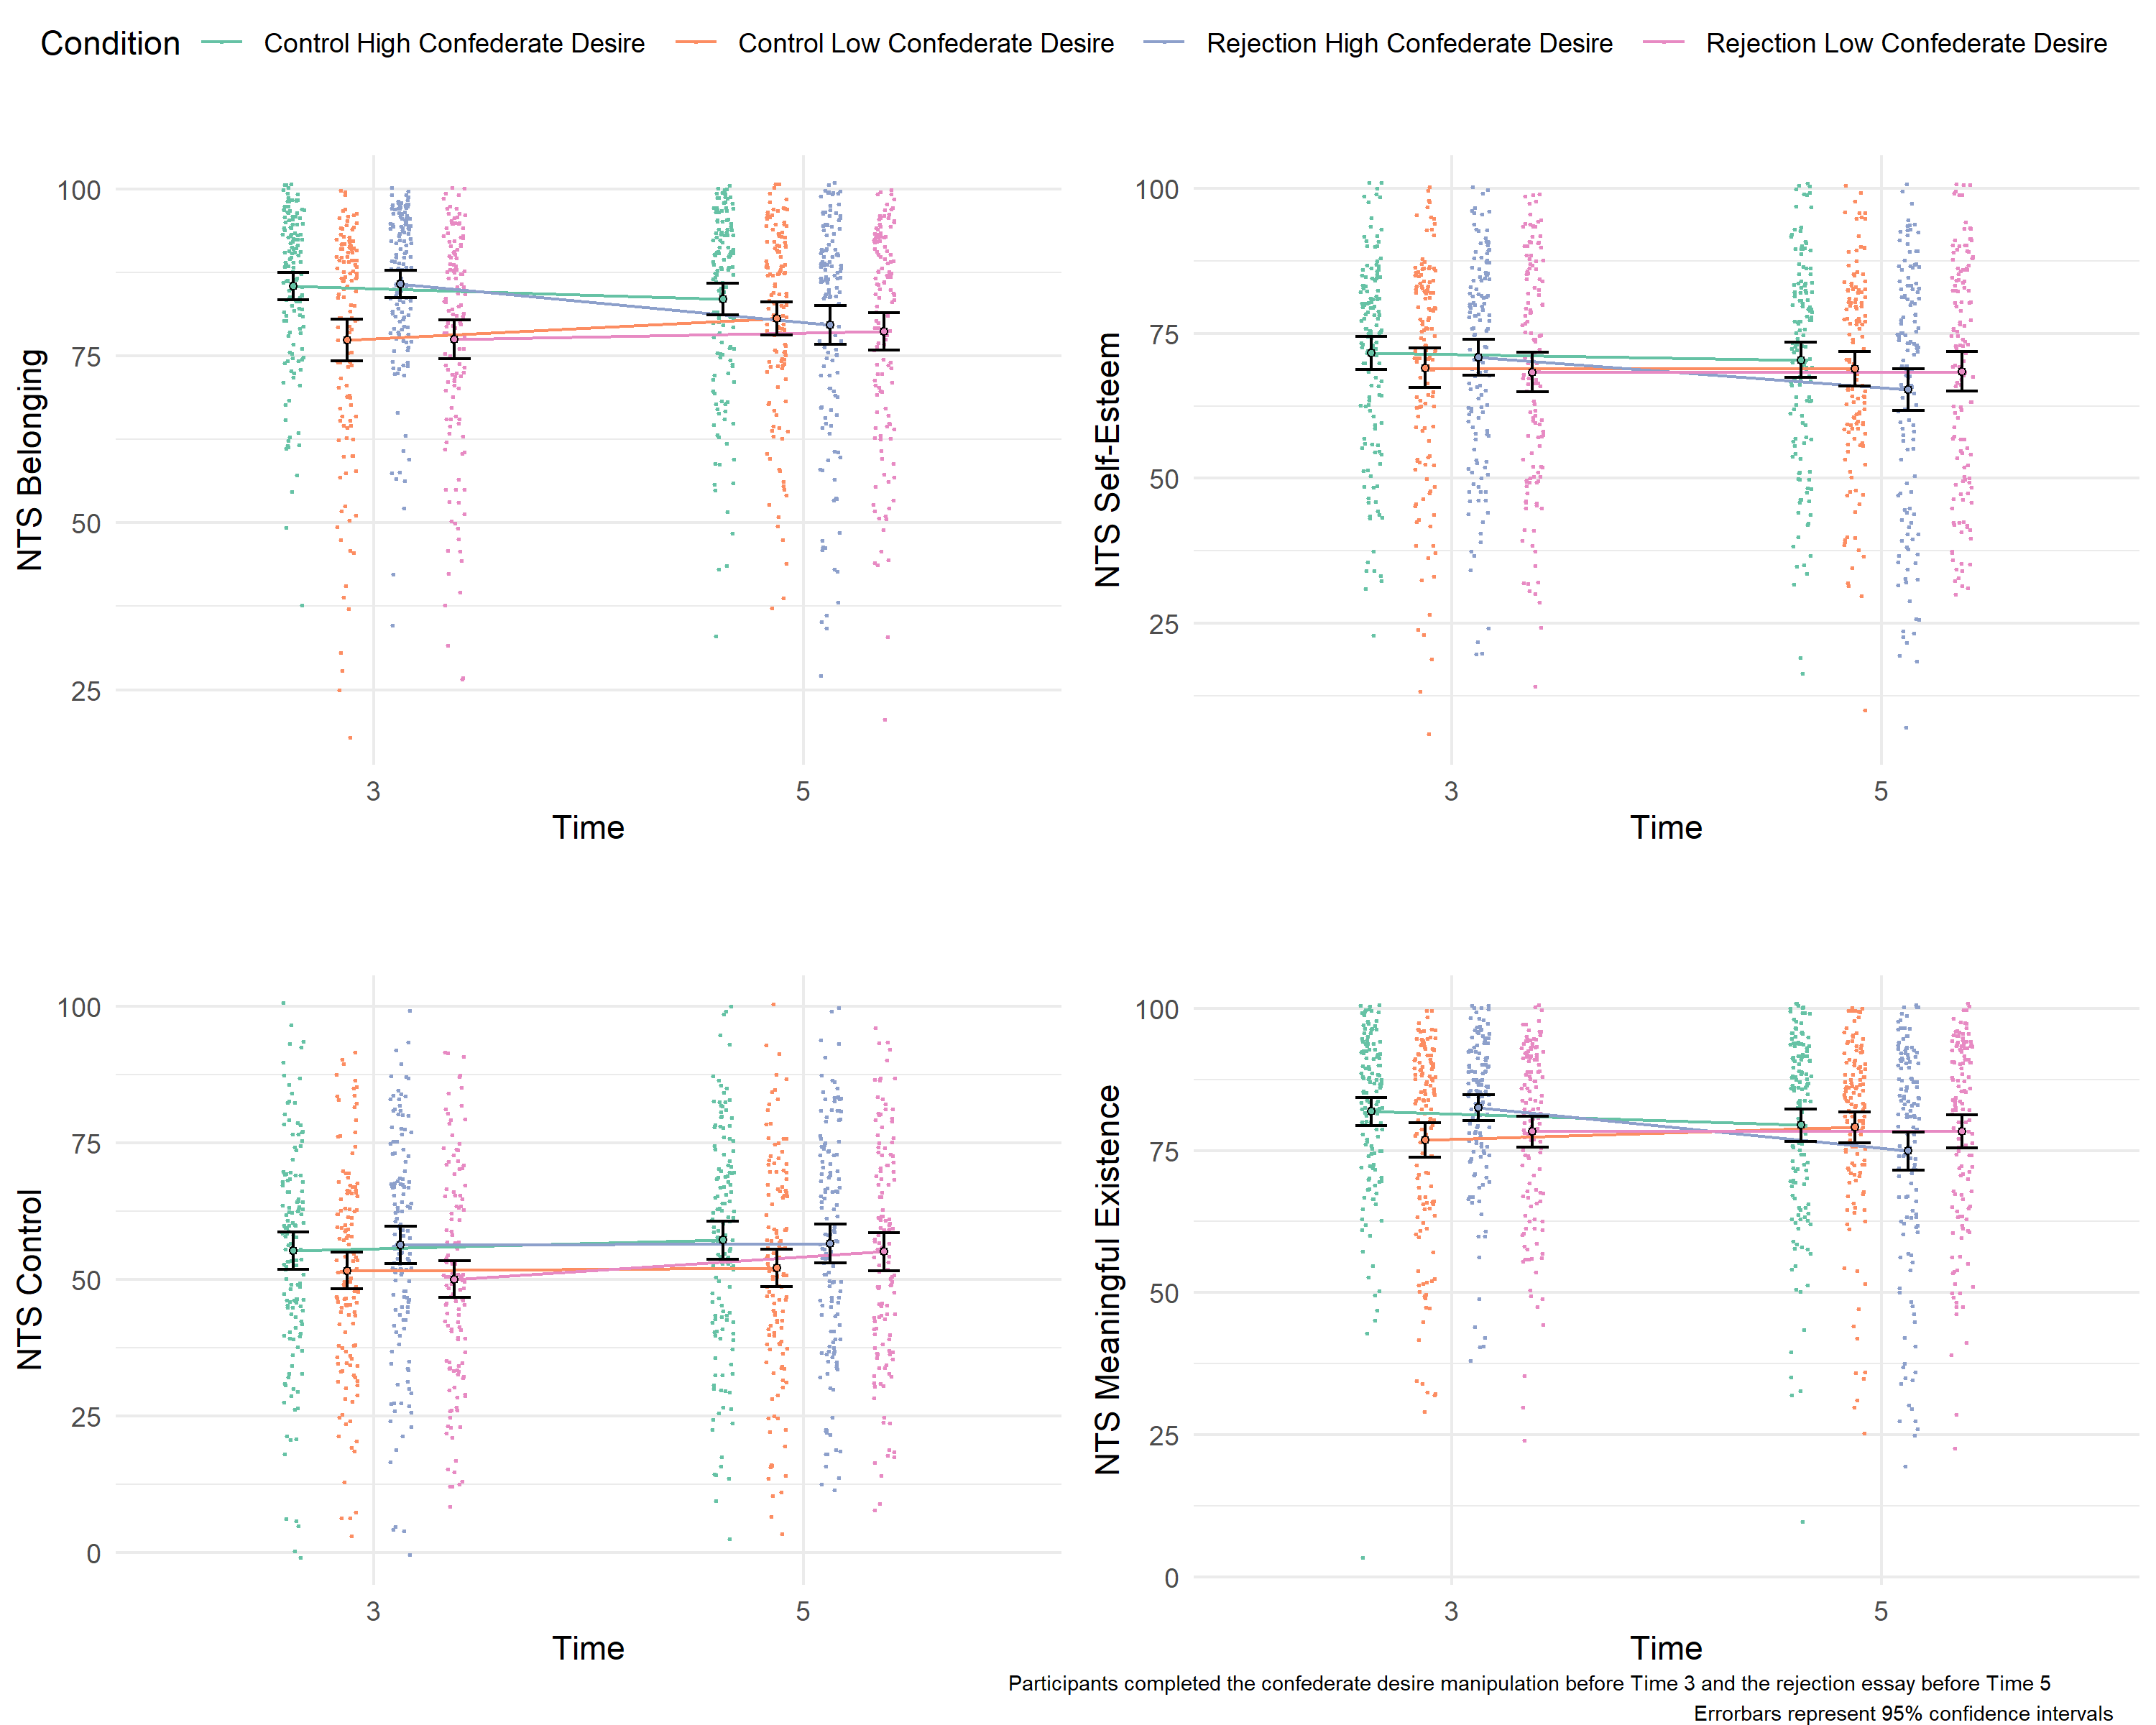 Condition Control High Confederate Desire Control Low Confederate Desire Rejection High Confederate Desire Rejection Low Confederate Desire
NTS Belonging
100
75
50
25
3 5
Time
NTS Self-Esteem
100
75
50
25
3 5
Time
NTS Control
100
75
50
25
0
3 5
Time
NTS Meaningful Existence
100
75
50
25
0
3 5
Time
Participants completed the confederate desire manipulation before Time 3 and the rejection essay before Time 5
Errorbars represent 95% confidence intervals